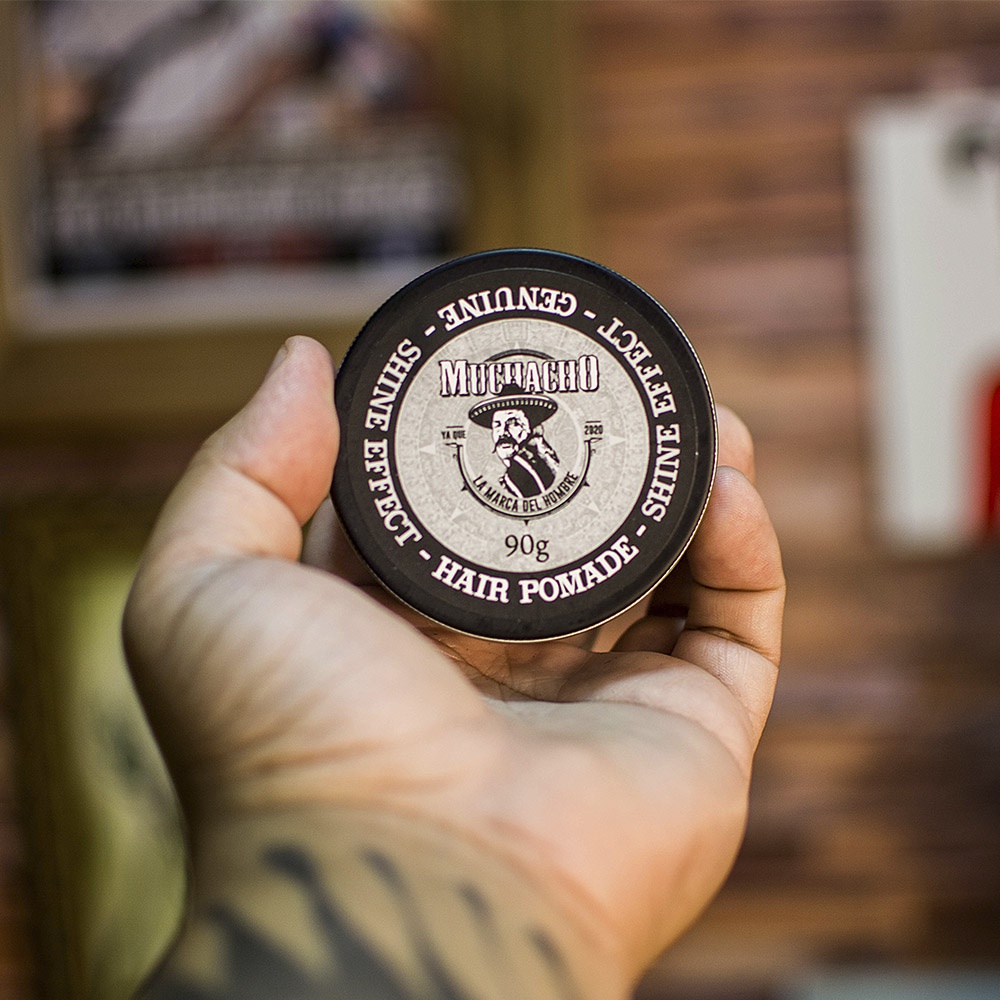 GENUINE - SHINE EFFECT - HAIR POMADE - SHINE EFFECT -
MUCHACHO
YA QUE 2020
LA MARCA DEL HOMBRE
90g